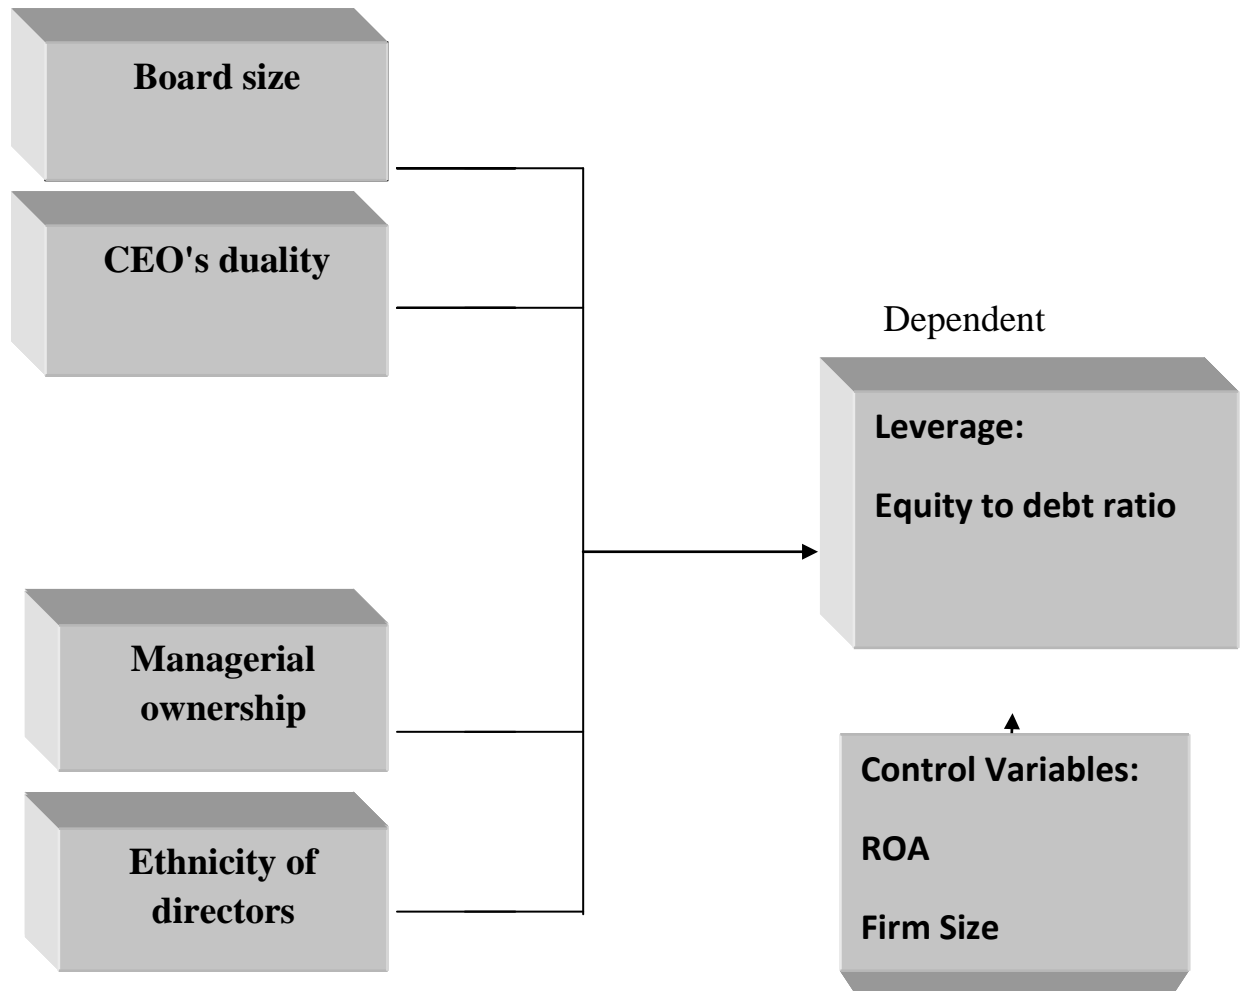 Board size
CEO's duality
Dependent
Leverage:
Equity to debt ratio
Managerial
ownership
Ethnicity of
directors
Control Variables:
ROA
Firm Size